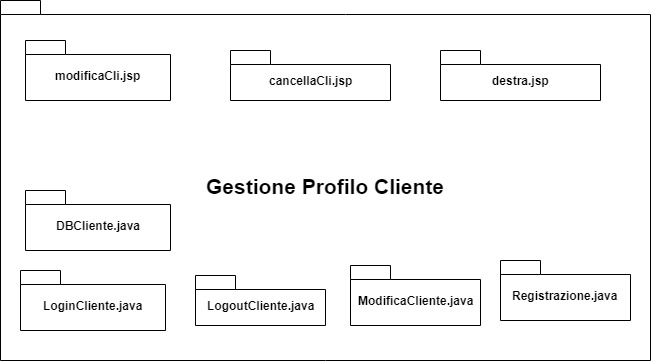 modificaCli.jsp
cancellaCli.jsp
destra.jsp
Gestione Profilo Cliente
DBCliente.java
LoginCliente.java
LogoutCliente.java
ModificaCliente.java
Registrazione.java